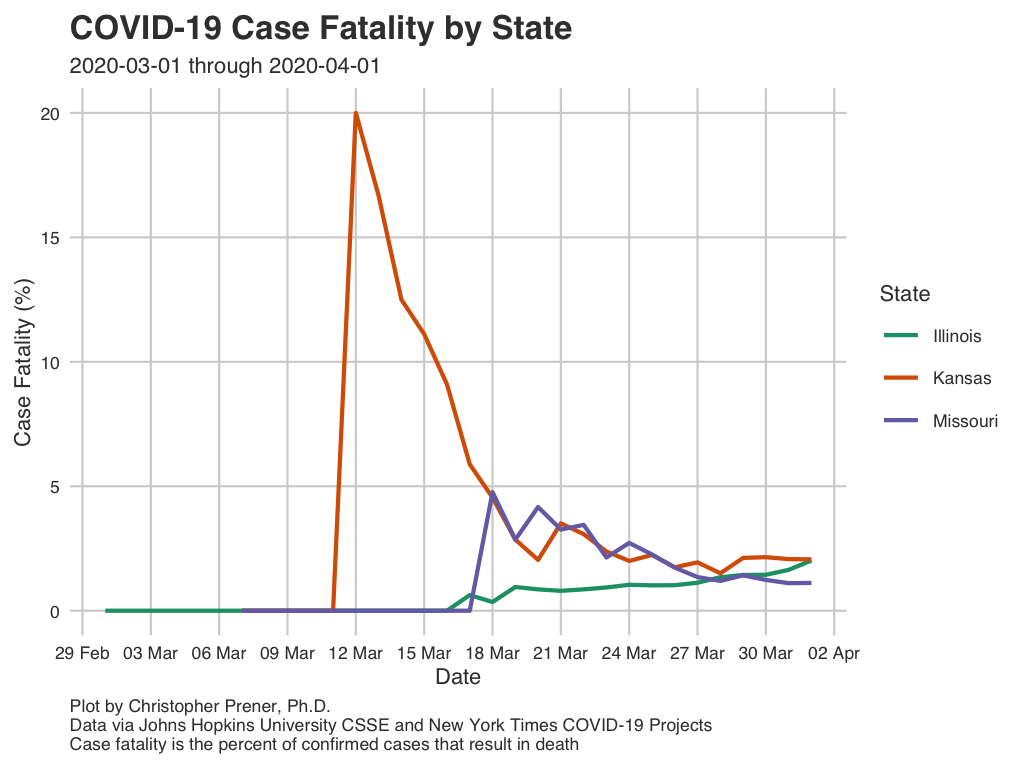 COVID-19 Case Fatality by State
2020-03-01 through 2020-04-01
Case Fatality (%)
20
15
10
5
0
29 Feb 03 Mar 06 Mar 09 Mar 12 Mar 15 Mar 18 Mar 21 Mar 24 Mar 27 Mar 30 Mar 02 Apr
Date
State
Illinois
Kansas
Missouri
Plot by Christopher Prener, Ph.D.
Data via Johns Hopkins University CSSE and New York Times COVID-19 Projects
Case fatality is the percent of confirmed cases that result in death